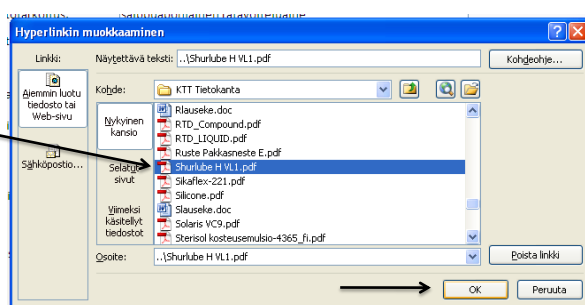 Hyperlinkin muokkaaminen
Linkki:
Näytettävä teksti: ..\Shurlube H VL1.pdf
Kohdeohje...
Aiemmin luotu
tiedosto tai
Web-sivu
Sähköpostio...
Kohde: KTT Tietokanta
Nykyinen
kansio
Selatut
sivut
Viimeksi
käsitellyt
tiedostot
Rlauseke.doc
RTD_Compound.pdf
RTD_LIQUID.pdf
Ruste Pakkasneste E.pdf
Shurlube H VL1.pdf
Sikaflex-221.pdf
Silicone.pdf
Slauseke.doc
Solaris VC9.pdf
Sterisol kosteusemulsio-4365_fi.pdf
Osoite: ..\Shurlube H VL1.pdf
Poista linkki
OK
Peruuta